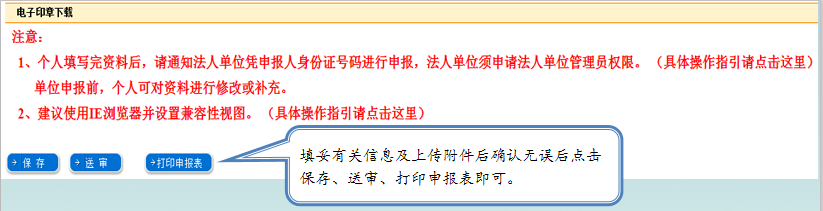 电子印章下载
注意：
1、个人填写完资料后，请通知法人单位凭申报人身份证号码进行申报，法人单位须申请法人单位管理员权限。（具体操作指引请点击这里）
单位申报前，个人可对资料进行修改或补充。
2、建议使用IE浏览器并设置兼容性视图。（具体操作指引请点击这里）
保 存
送 审
打印申报表
填妥有关信息及上传附件后确认无误后点击
保存、送审、打印申报表即可。